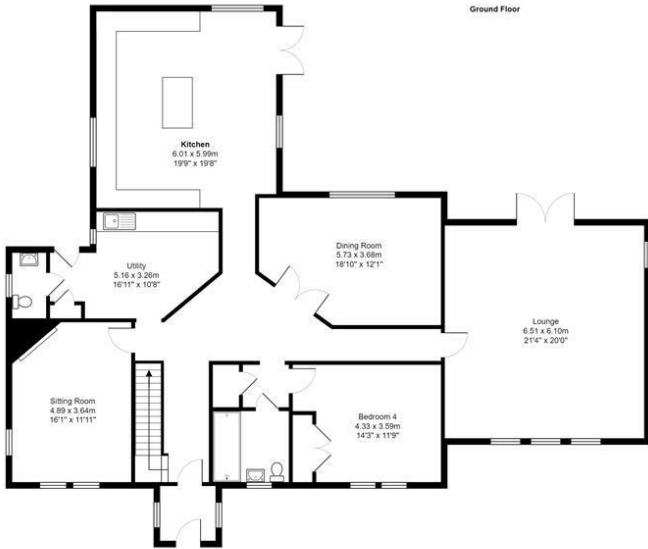 Ground Floor
Kitchen
6.01 x 5.99m
19'9" x 19'8"
Utility
5.16 x 3.26m
16'11" x 10'8"
Dining Room
5.73 x 3.68m
18'10" x 12'1"
Lounge
6.51 x 6.10m
21'4" x 20'0"
Sitting Room
4.89 x 3.64m
16'1" x 11'11"
Bedroom 4
4.33 x 3.59m
14'3" x 11'9"